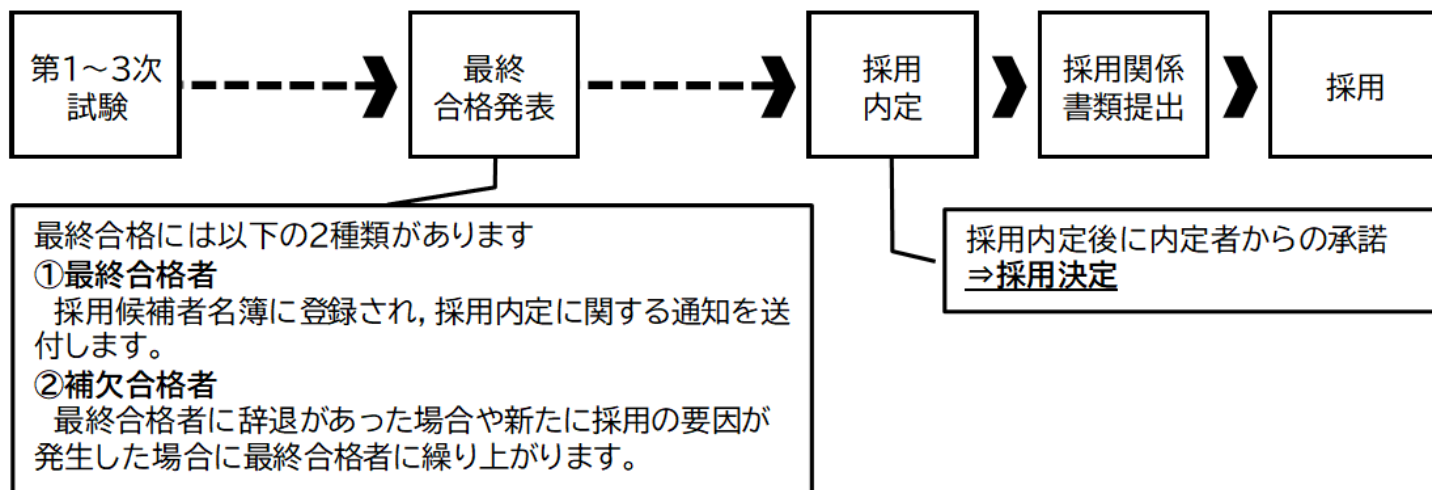 第1～3次
試験
最終
合格発表
採用
内定
採用関係
書類提出
採用
最終合格には以下の2種類があります
①最終合格者
採用候補者名簿に登録され，採用内定に関する通知を送
付します。
②補欠合格者
最終合格者に辞退があった場合や新たに採用の要因が
発生した場合に最終合格者に繰り上がります。
採用内定後に内定者からの承諾
⇒採用決定